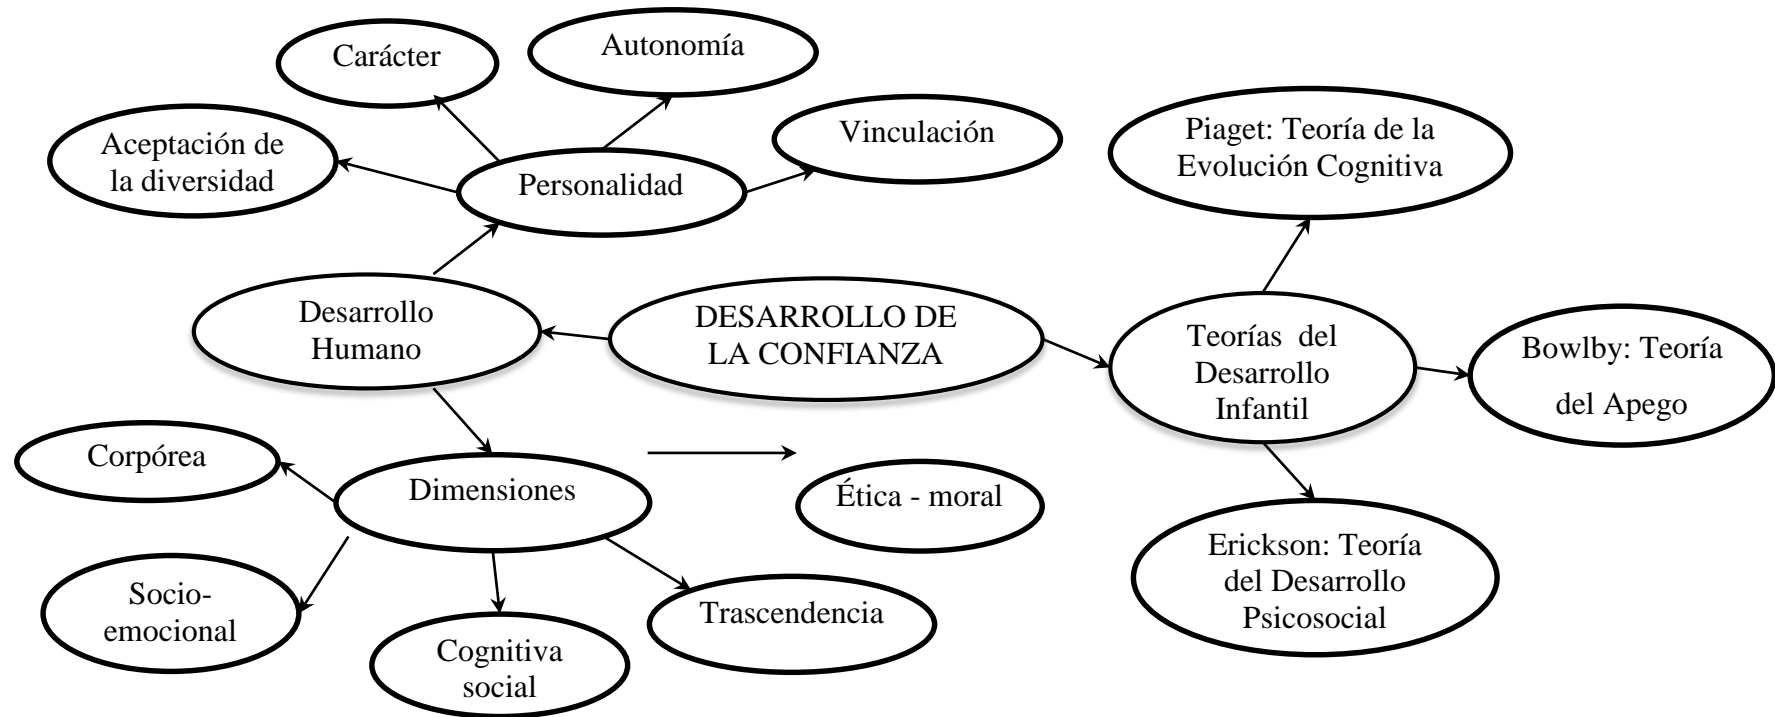 Carácter
Autonomía
Aceptación de
la diversidad
Vinculación
Personalidad
Piaget: Teoría de la
Evolución Cognitiva
Desarrollo
Humano
DESARROLLO DE
LA CONFIANZA
Teorías  del
Desarrollo
Infantil
Bowlby: Teoría
del Apego
Corpórea
Dimensiones
Ética - moral
Socio-
emocional
Cognitiva
social
Trascendencia
Erickson: Teoría
del Desarrollo
Psicosocial